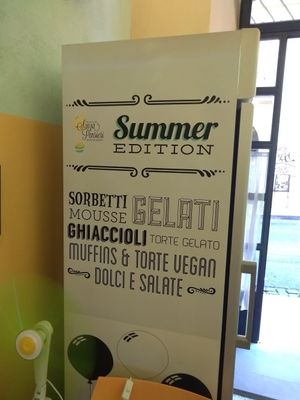 Summer
EDITION
SORBETTI
MOUSSE
GELATI
GHIACCIOLI
TORTE GELATO
MUFFINS & TORTE VEGAN
DOLCI E SALATE